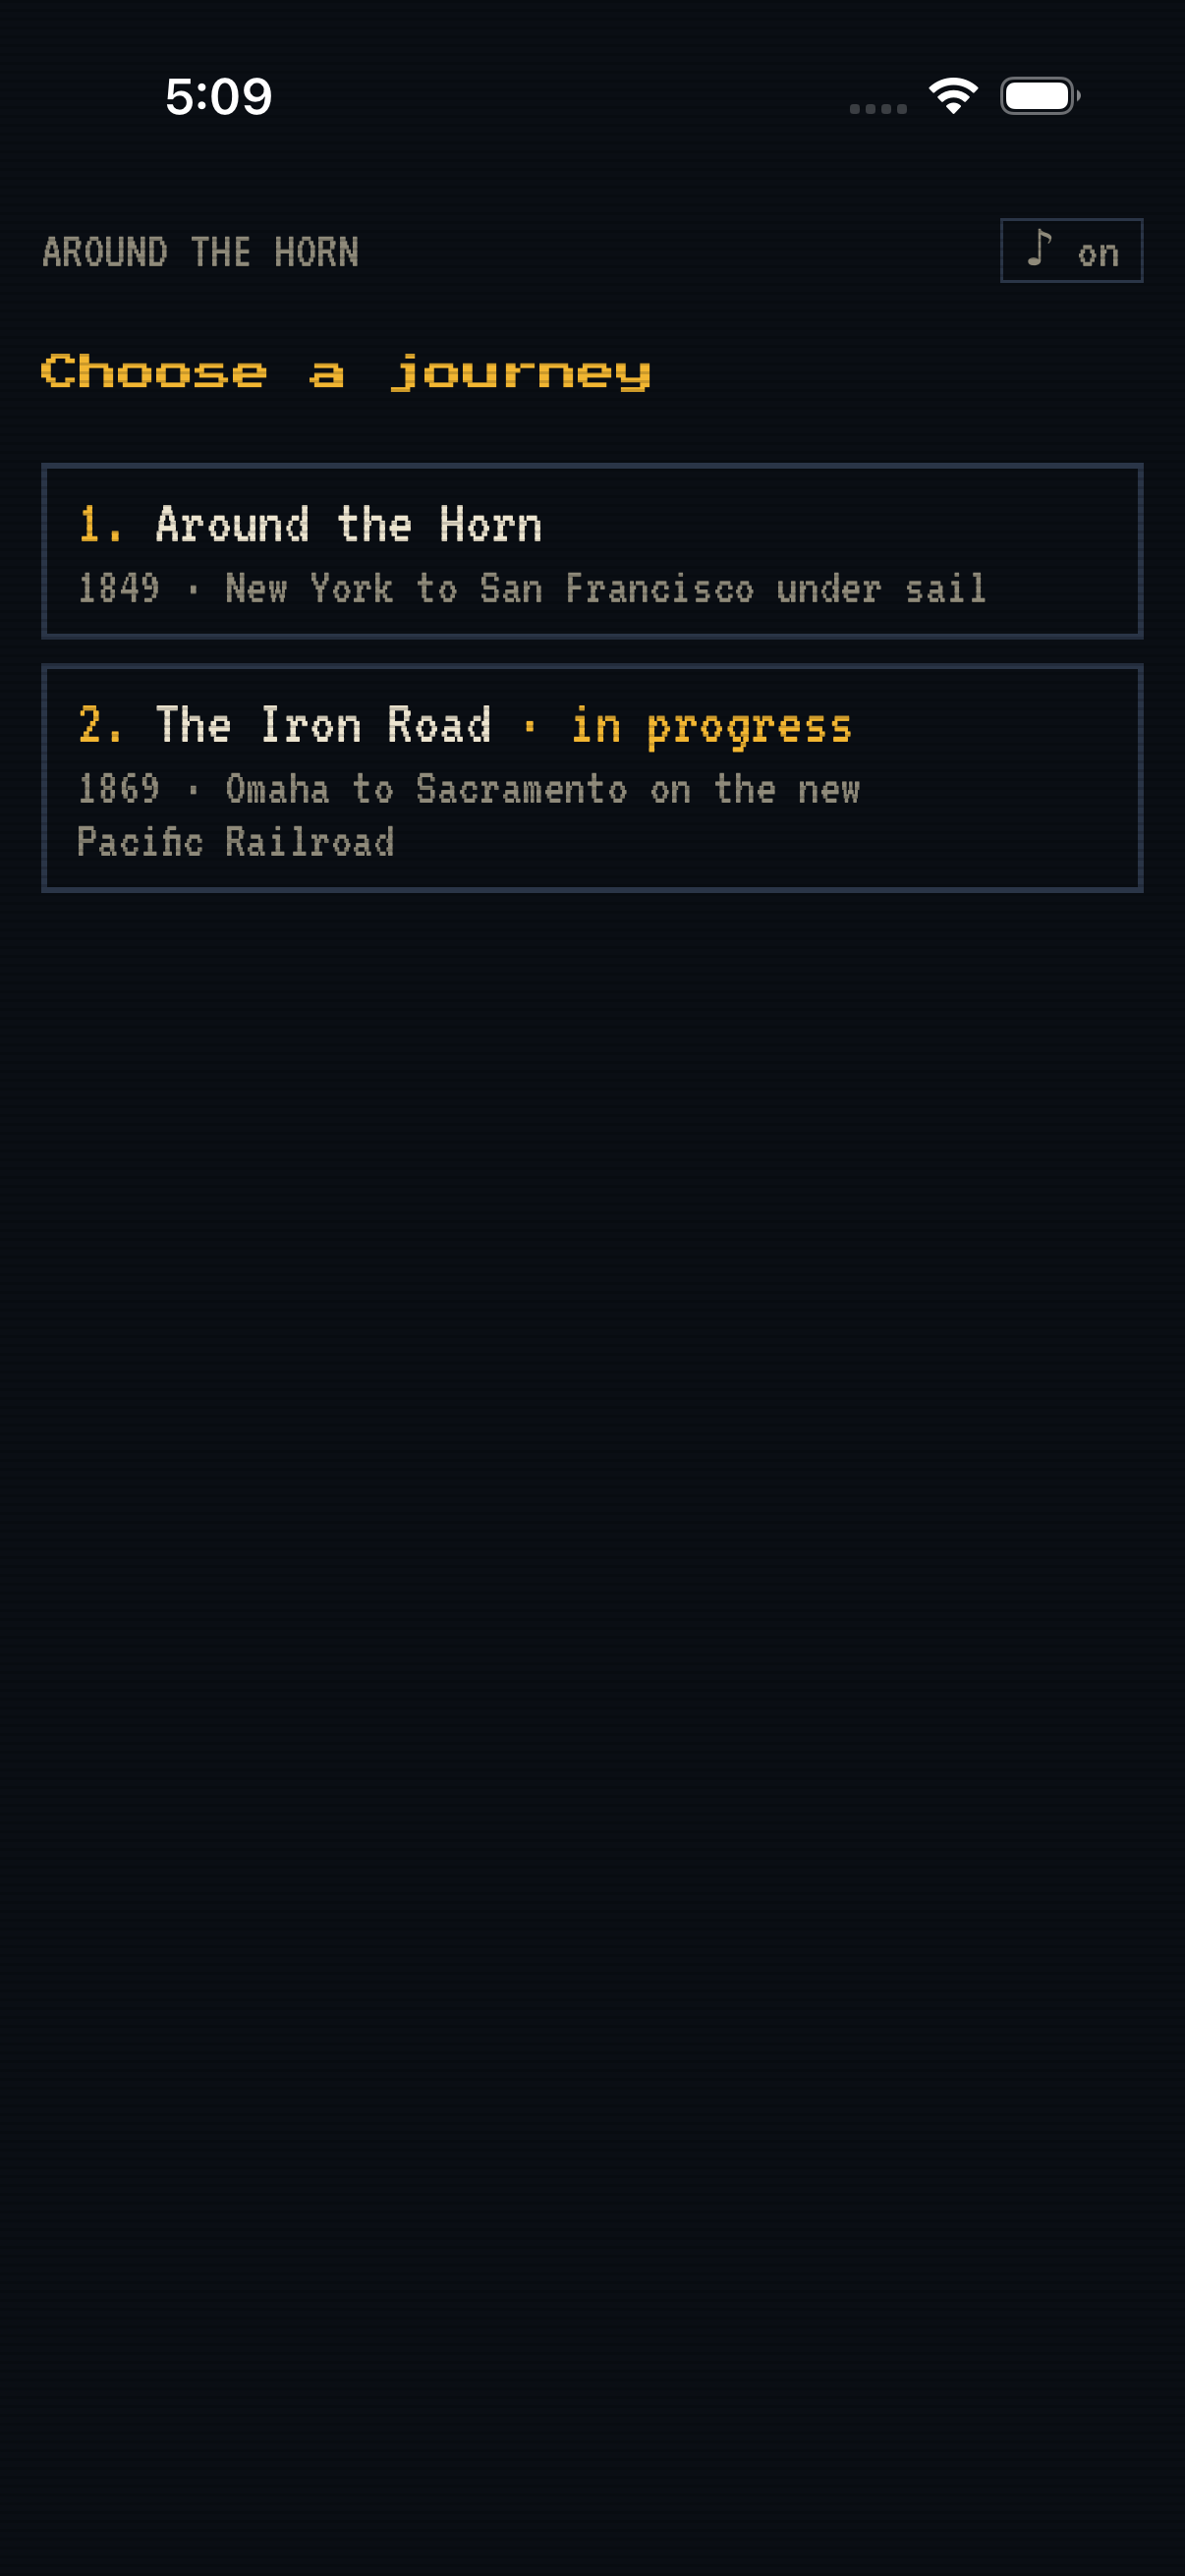 5:09
AROUND THE HORN
♪ on
Choose a journey
1. Around the Horn
1849 · New York to San Francisco under sail
2. The Iron Road · in progress
1869 · Omaha to Sacramento on the new
Pacific Railroad